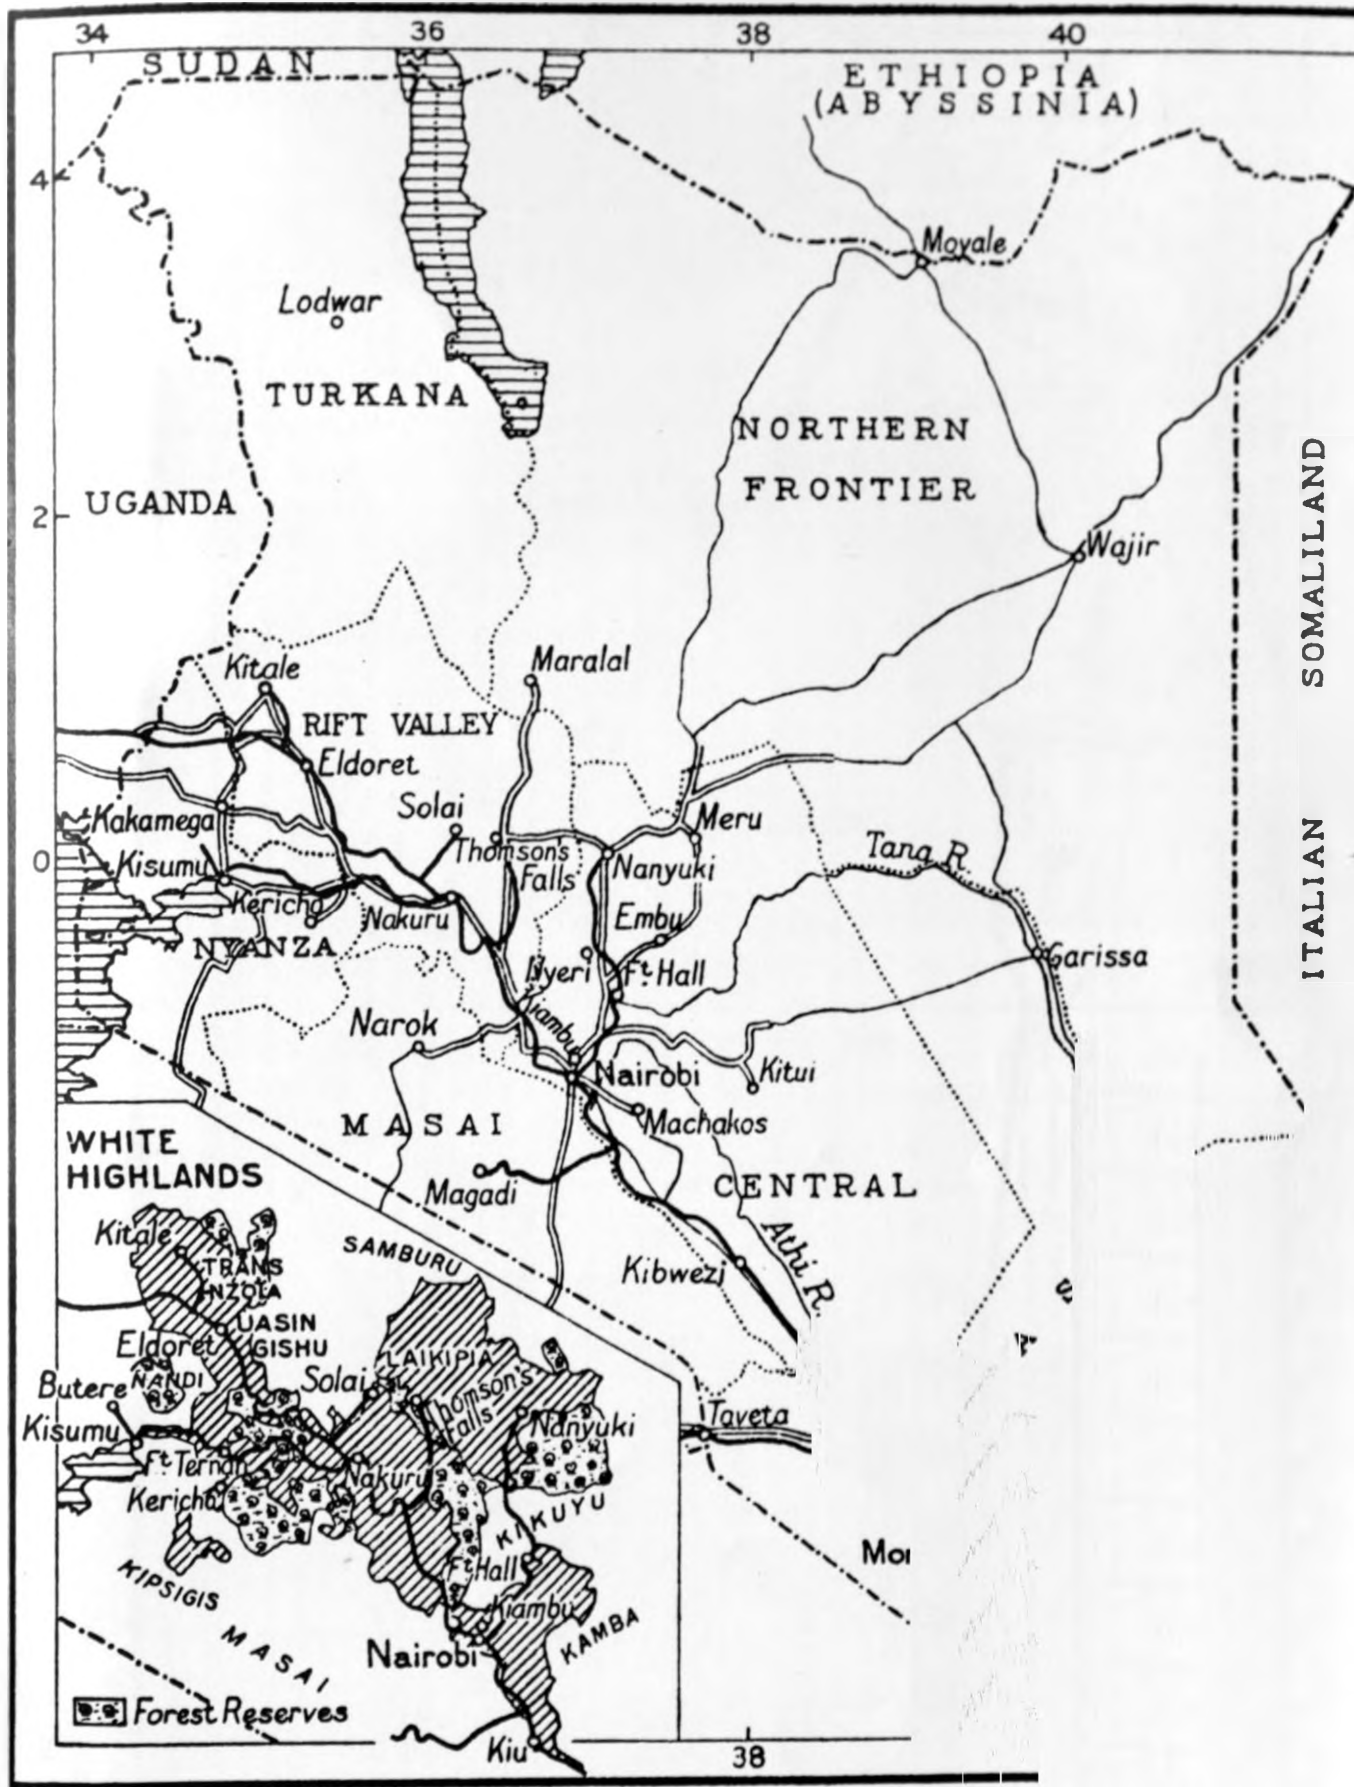 34 36 38 40
SUDAN
ETHIOPIA
(ABYSSINIA)
4
Moyale
Lodwar
TURKANA
NORTHERN
FRONTIER
UGANDA
2
SOMALILAND
Wajir
Kitale
Maralal
RIFT VALLEY
Eldoret
Solai
Kakamega
Meru
Thomson's
Falls
Tana R.
0
Kisumu
Nanyuki
Kericho
Nakuru
Embu
ITALIAN
NYANZA
Nyeri
Ft Hall
Garissa
Narok
Kiambu
Nairobi
Kitui
MASAI
Machakos
WHITE
HIGHLANDS
Magadi
CENTRAL
Athi R.
Kitale
SAMBURU
Kibwezi
TRANS
NZOIA
UASIN
GISHU
Eldoret
LAIKIPIA
Butere
NANDI
Solai
Thomson's
Falls
Taveta
Kisumu
Nanyuki
Ft Ternan
Nakuru
Kericho
KIKUYU
Moi
Ft Hall
KIPSIGIS
Kiambu
KAMBA
MASAI
Nairobi
Forest Reserves
Kiu
38